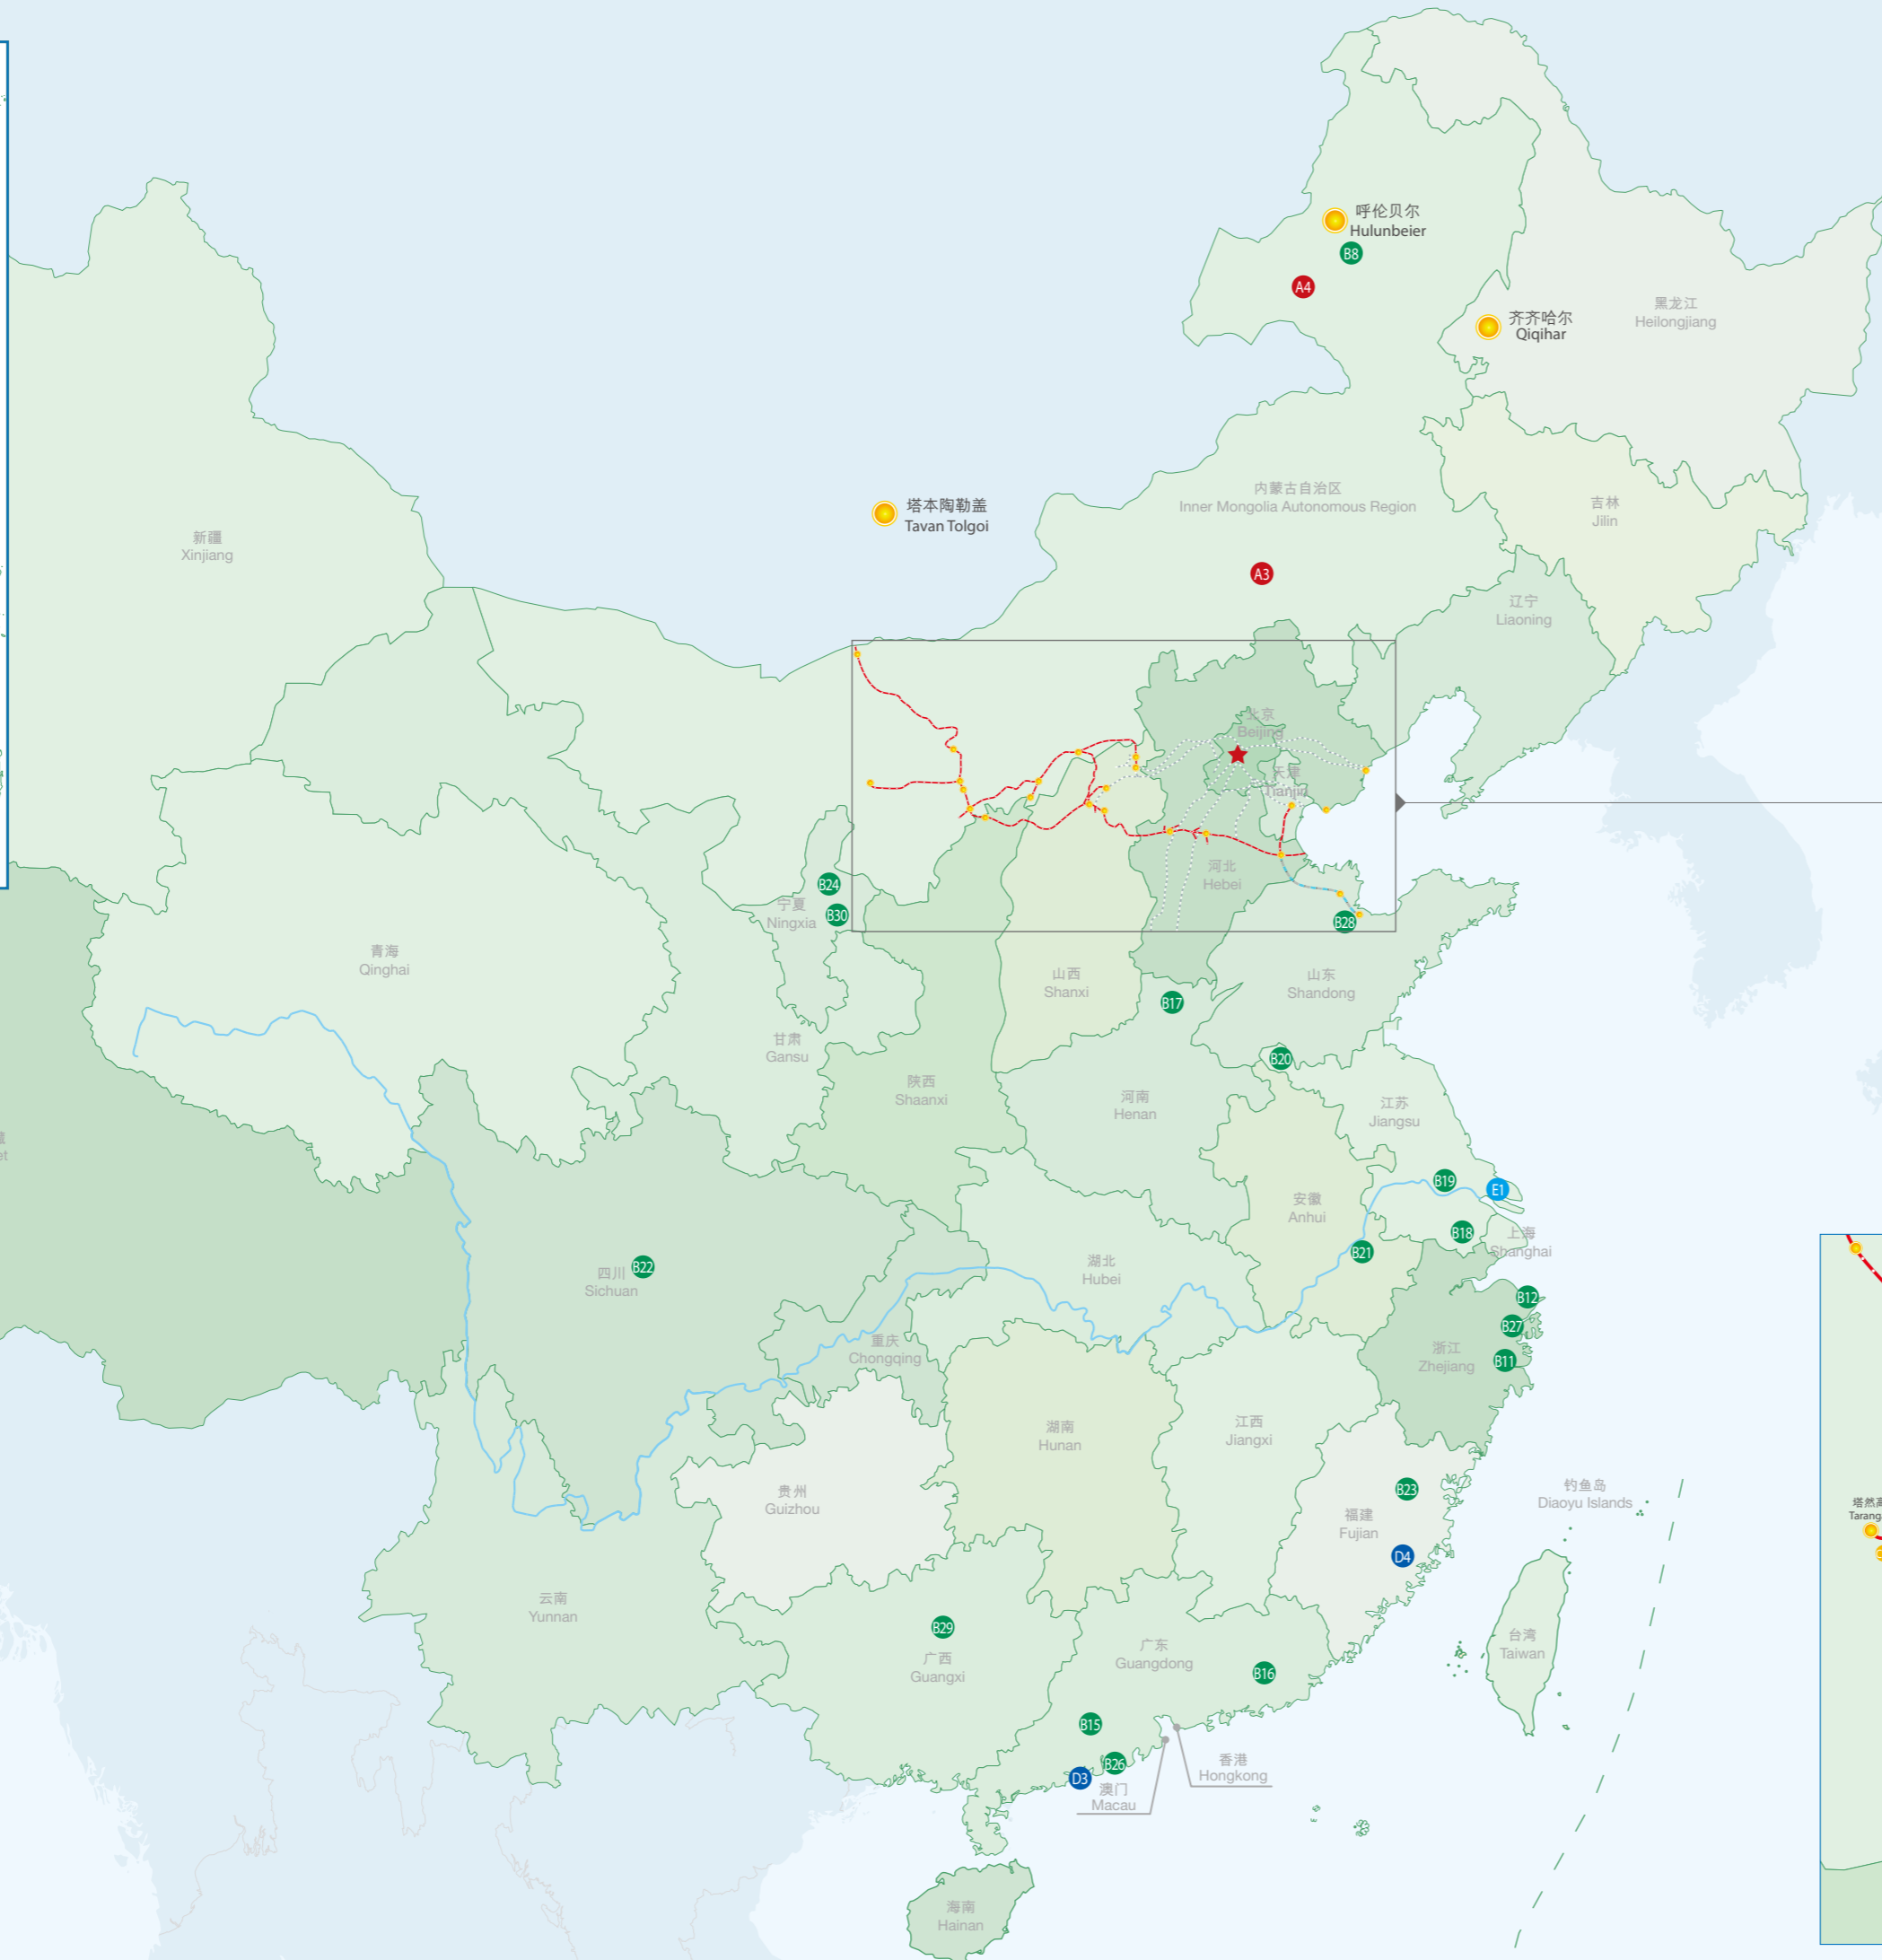 呼伦贝尔
Hulunbeier
B8
A4
齐齐哈尔
Qiqihar
黑龙江
Heilongjiang
内蒙古自治区
Inner Mongolia Autonomous Region
吉林
Jilin
塔本陶勒盖
Tavan Tolgoi
新疆
Xinjiang
A3
辽宁
Liaoning
北京
Beijing
天津
Tianjin
河北
Hebei
B24
宁夏
Ningxia
B30
B28
青海
Qinghai
山西
Shanxi
山东
Shandong
B17
甘肃
Gansu
B20
陕西
Shaanxi
河南
Henan
江苏
Jiangsu
B19
E1
安徽
Anhui
B18
上海
Shanghai
B21
湖北
Hubei
四川
Sichuan
B22
B12
B27
重庆
Chongqing
浙江
Zhejiang
B11
湖南
Hunan
江西
Jiangxi
贵州
Guizhou
B23
钓鱼岛
Diaoyu Islands
福建
Fujian
D4
塔然高
Tarang
云南
Yunnan
B29
广西
Guangxi
广东
Guangdong
B16
台湾
Taiwan
B15
B26
D3
香港
Hongkong
澳门
Macau
海南
Hainan